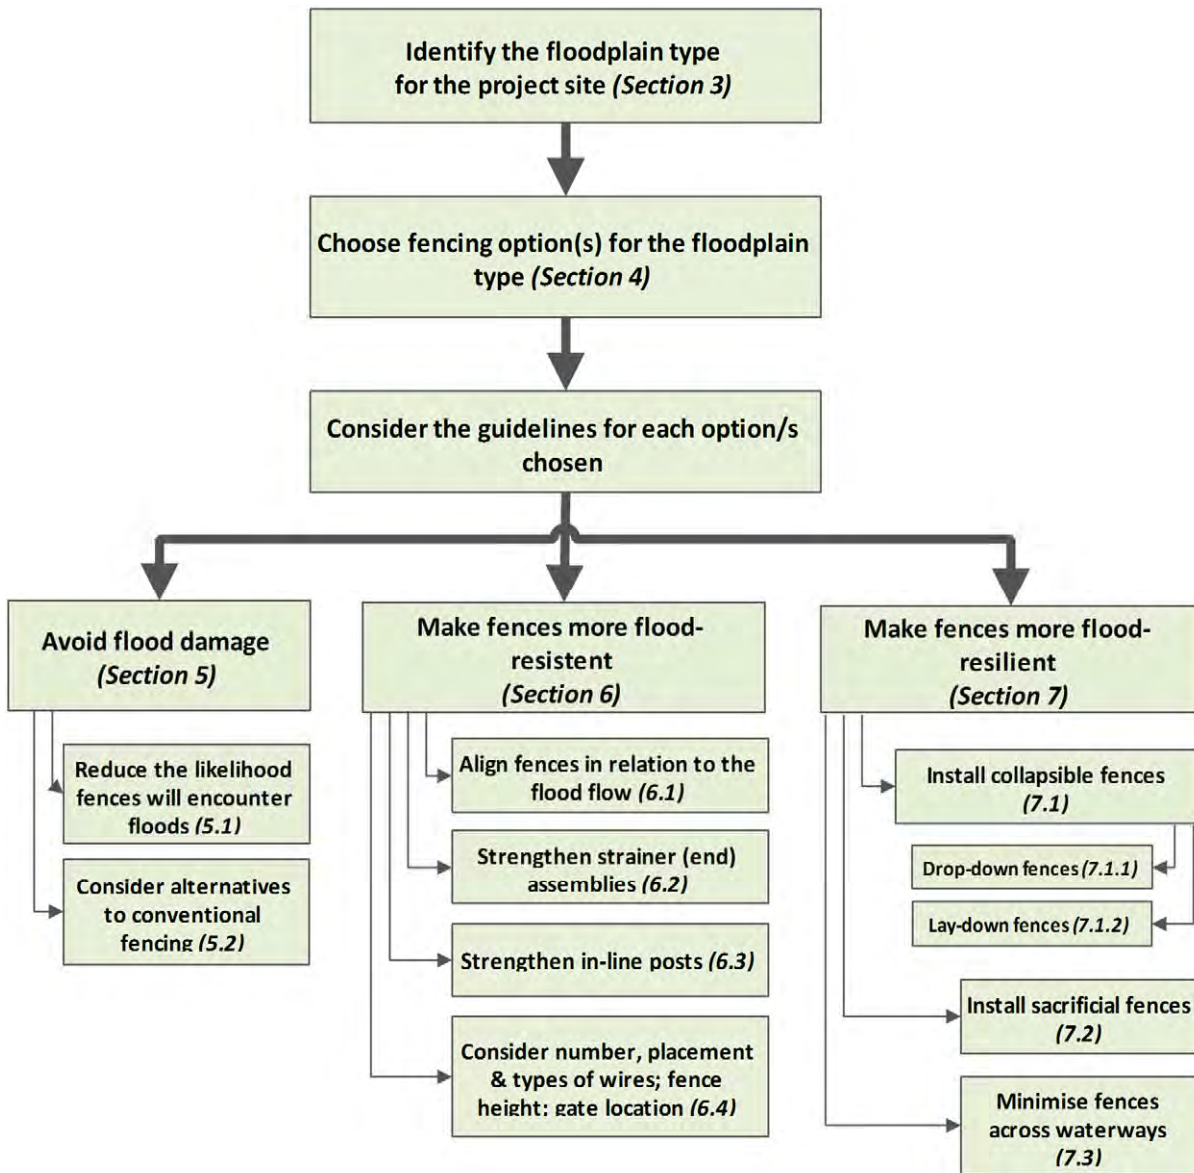 Identify the floodplain type
for the project site (Section 3)
Choose fencing option(s) for the floodplain
type (Section 4)
Consider the guidelines for each option/s
chosen
Avoid flood damage
(Section 5)
Reduce the likelihood
fences will encounter
floods (5.1)
Consider alternatives
to conventional
fencing (5.2)
Make fences more flood-
resistent
(Section 6)
Align fences in relation to the
flood flow (6.1)
Strengthen strainer (end)
assemblies (6.2)
Strengthen in-line posts (6.3)
Consider number, placement
& types of wires; fence
height; gate location (6.4)
Make fences more flood-
resilient
(Section 7)
Install collapsible fences
(7.1)
Drop-down fences (7.1.1)
Lay-down fences (7.1.2)
Install sacrificial fences
(7.2)
Minimise fences
across waterways
(7.3)